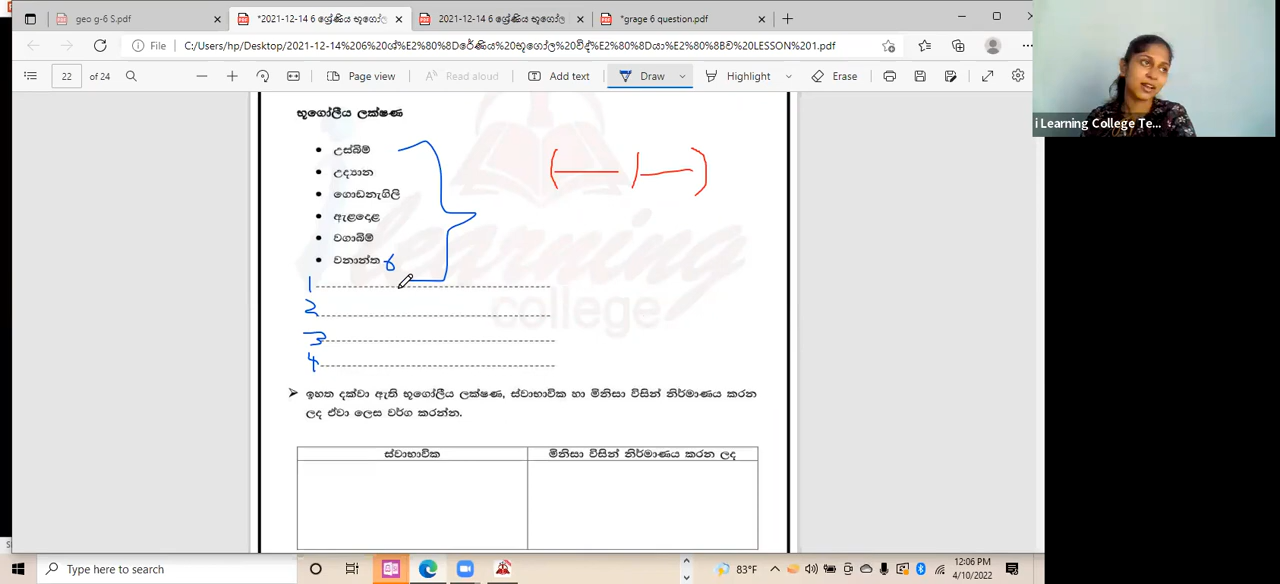 geo g-6 S.pdf
*2021-12-14 6 ශ්‍රේණිය භූගෝල
2021-12-14 6 ශ්‍රේණිය භූගෝල
*grage 6 question.pdf
File C:/Users/hp/Desktop/2021-12-14%206%20ශ්%E2%80%8Dරේණිය%20භූගෝල%20විද්%E2%80%8Dයා%E2%80%8Bව%20LESSON%201.pdf
22 of 24 Page view Read aloud Add text Draw Highlight Erase
භූගෝලීය ලක්ෂණ
• උස්බිම්
• උද්‍යාන
• ගොඩනැගිලි
• ඇළදොළ
• වගාබිම්
• වනාන්ත 6
1
2
3
4
learning
college
➤ ඉහත දක්වා ඇති භූගෝලීය ලක්ෂණ, ස්වාභාවික හා මිනිසා විසින් නිර්මාණය කරන
ලද ඒවා ලෙස වර්ග කරන්න.
ස්වාභාවික මිනිසා විසින් නිර්මාණය කරන ලද
i Learning College Te...
Type here to search
83°F
12:06 PM
4/10/2022